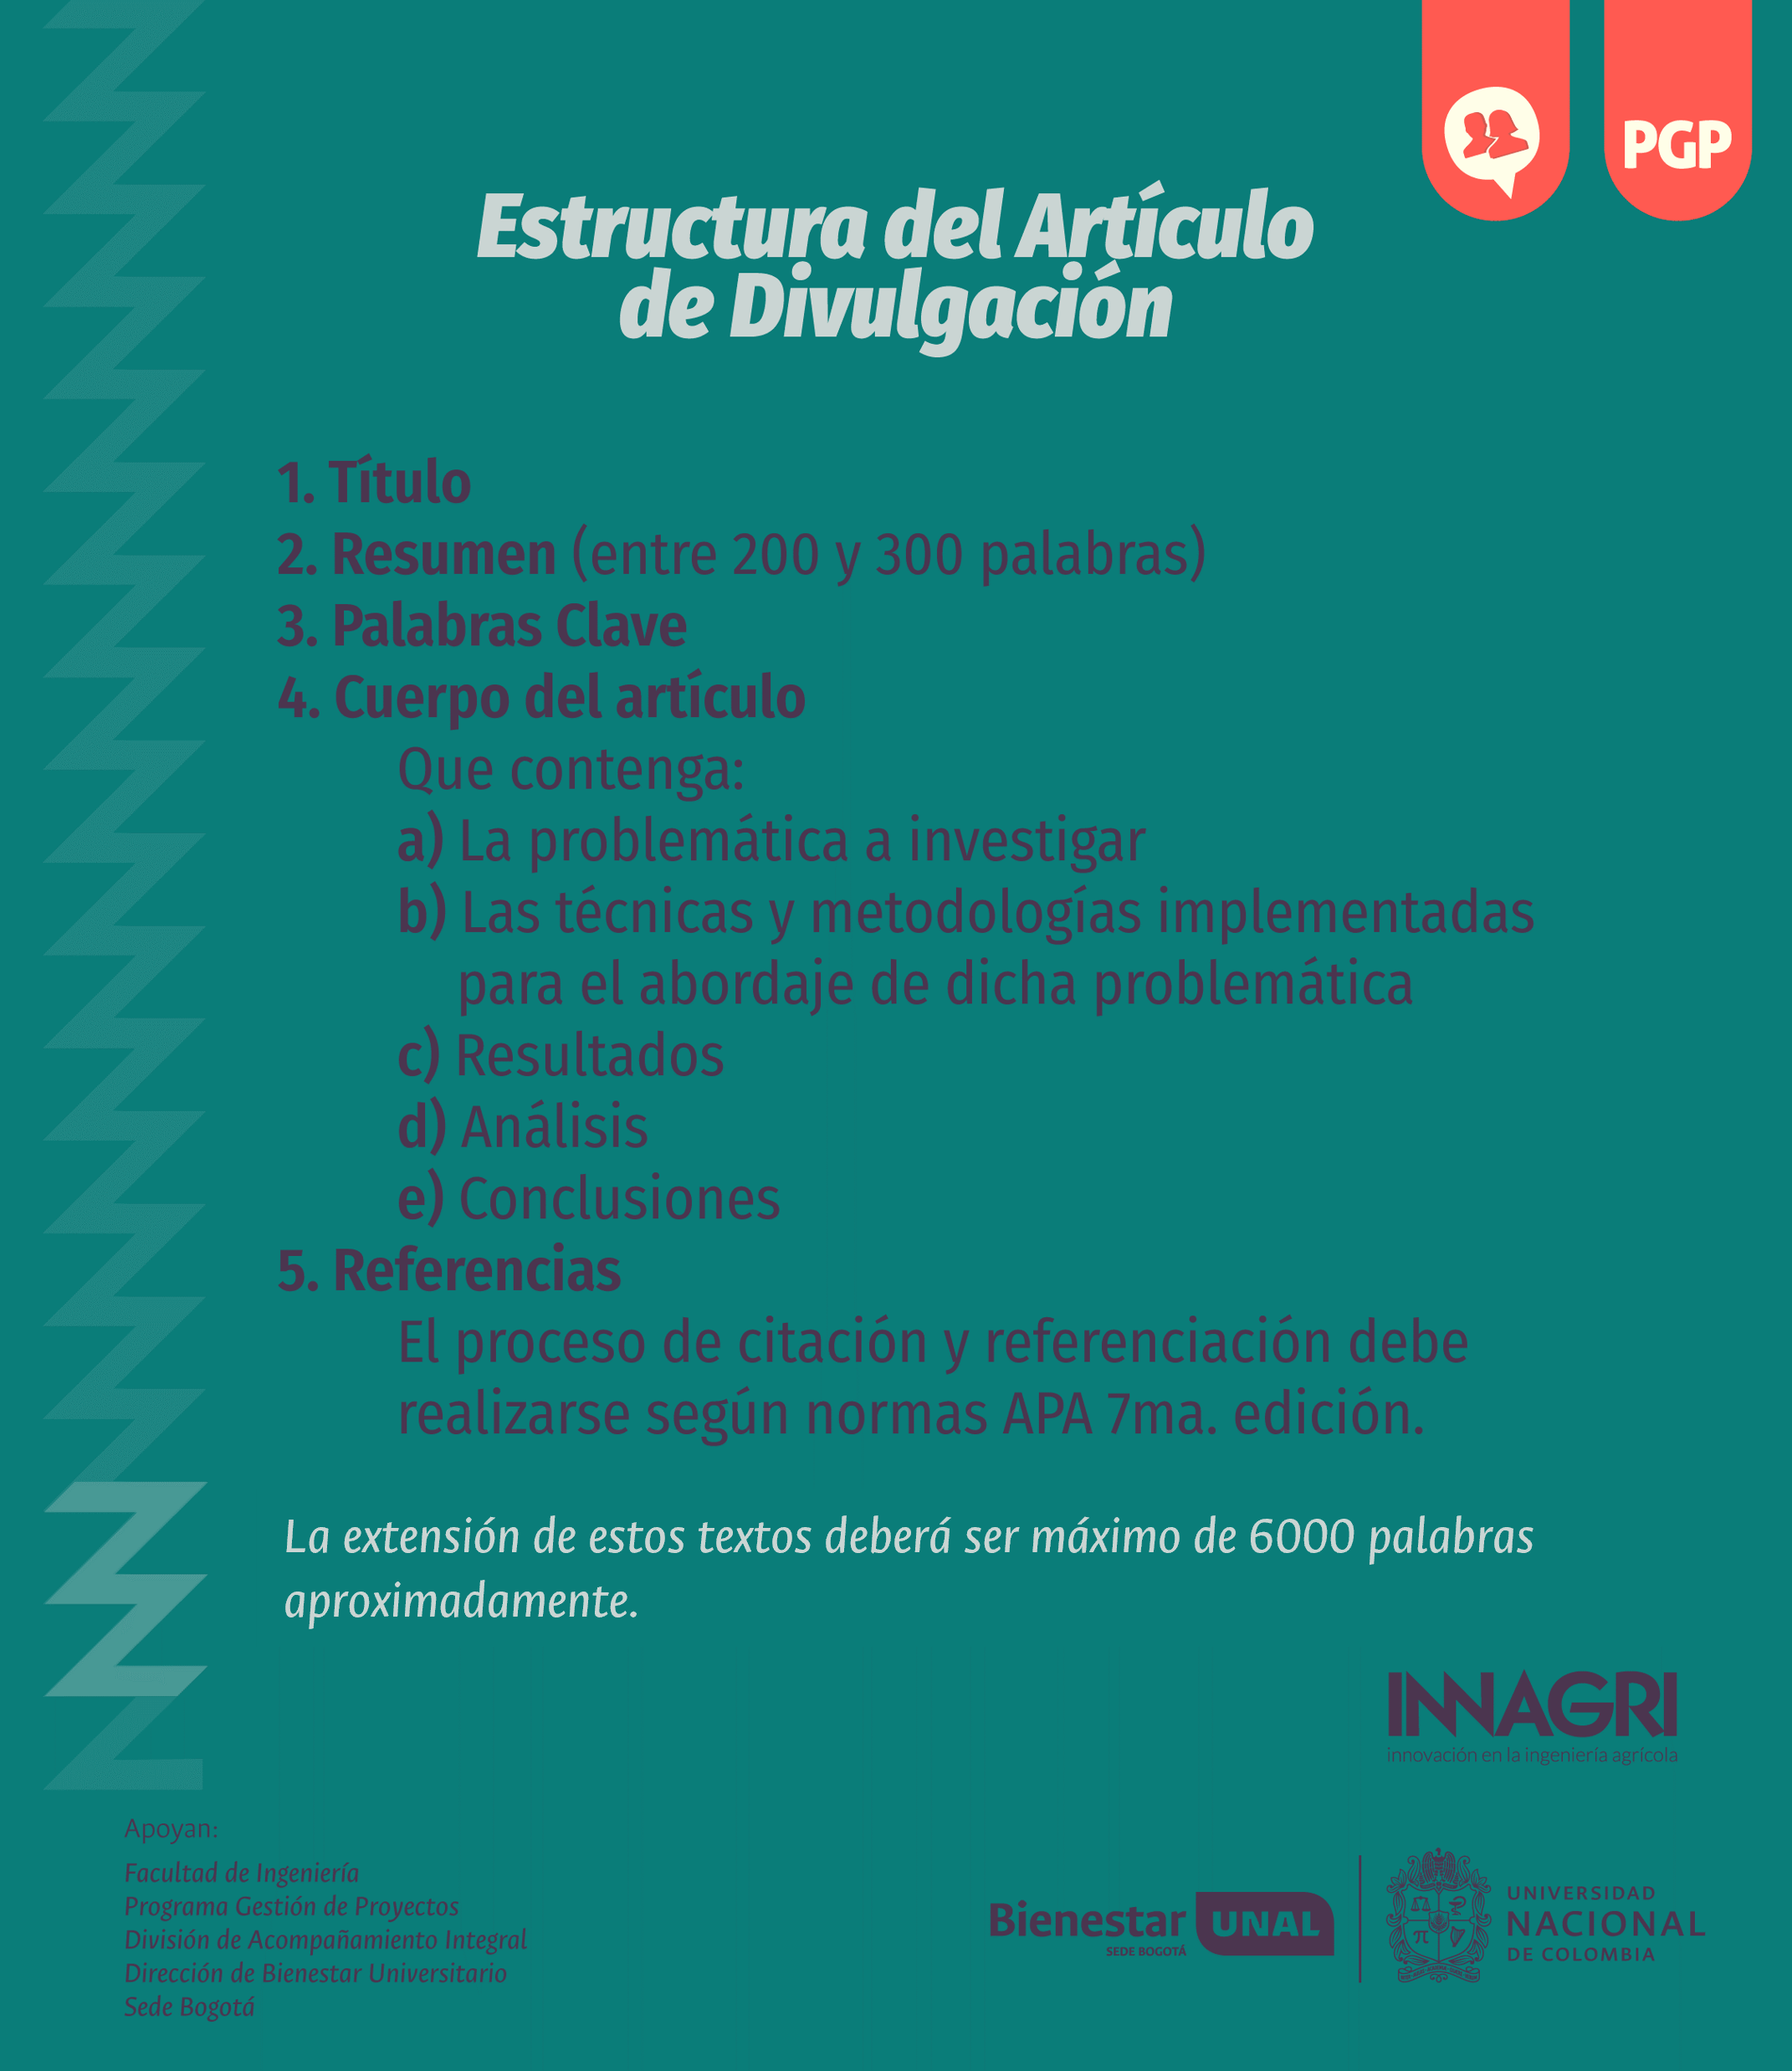 PGP
Estructura del Artículo
de Divulgación
1. Título
2. Resumen (entre 200 y 300 palabras)
3. Palabras Clave
4. Cuerpo del artículo
Que contenga:
a) La problemática a investigar
b) Las técnicas y metodologías implementadas
para el abordaje de dicha problemática
c) Resultados
d) Análisis
e) Conclusiones
5. Referencias
El proceso de citación y referenciación debe
realizarse según normas APA 7ma. edición.
La extensión de estos textos deberá ser máximo de 6000 palabras
aproximadamente.
INNAGRI
innovación en la ingeniería agrícola
Apoyan:
Facultad de Ingeniería
Programa Gestión de Proyectos
División de Acompañamiento Integral
Dirección de Bienestar Universitario
Sede Bogotá
Bienestar UNAL
SEDE BOGOTÁ
UNIVERSIDAD
NACIONAL
DE COLOMBIA